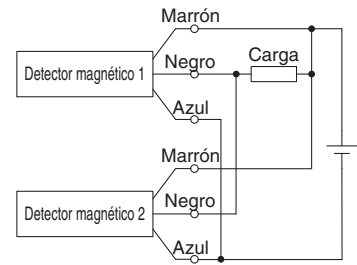 Marrón
Detector magnético 1
Negro
Carga
Azul
Marrón
Detector magnético 2
Negro
Azul